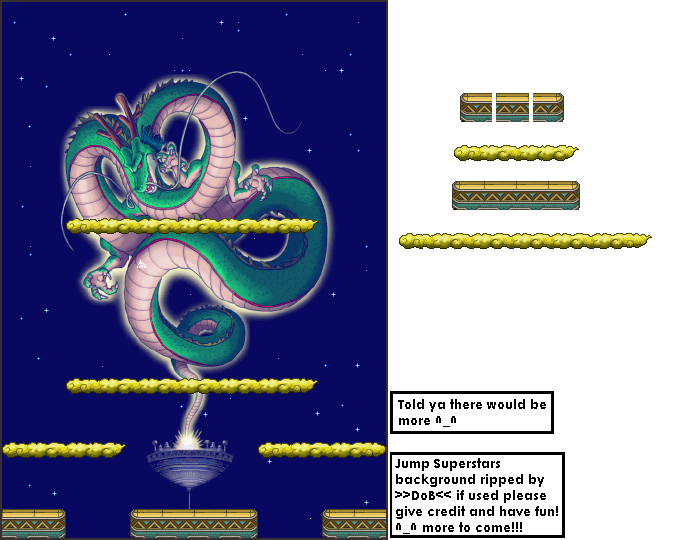 Told ya there would be
more ^_^
Jump Superstars
background ripped by
>>DoB<< if used please
give credit and have fun!
^_^ more to come!!!